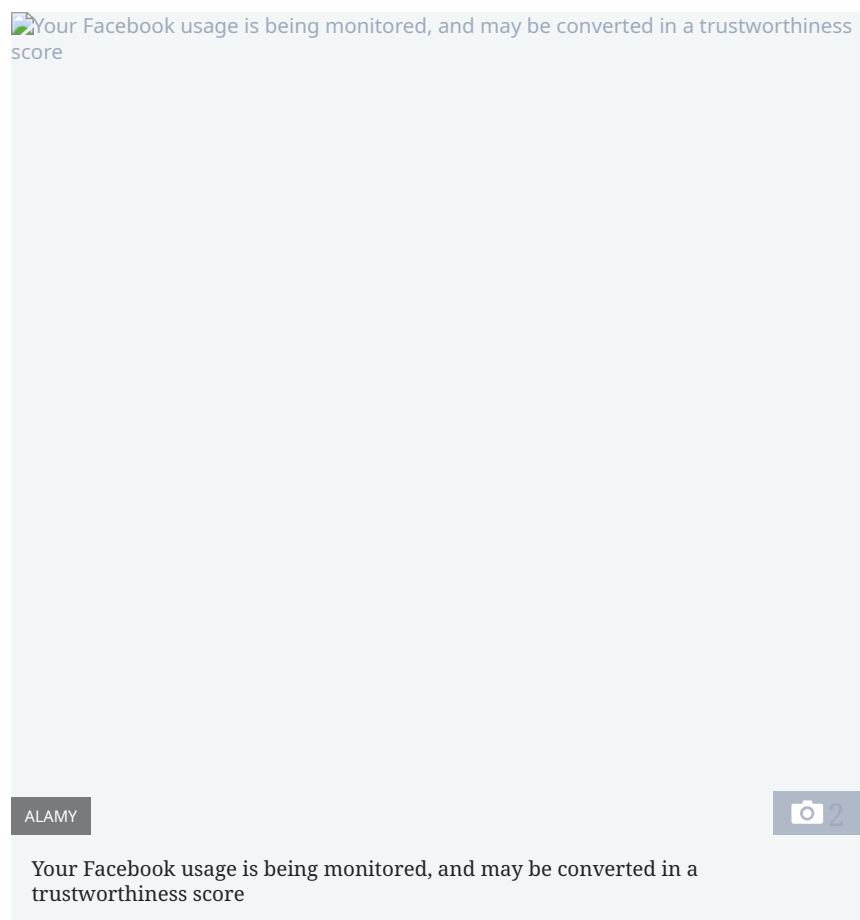 Your Facebook usage is being monitored, and may be converted in a trustworthiness
score
ALAMY
2
Your Facebook usage is being monitored, and may be converted in a
trustworthiness score